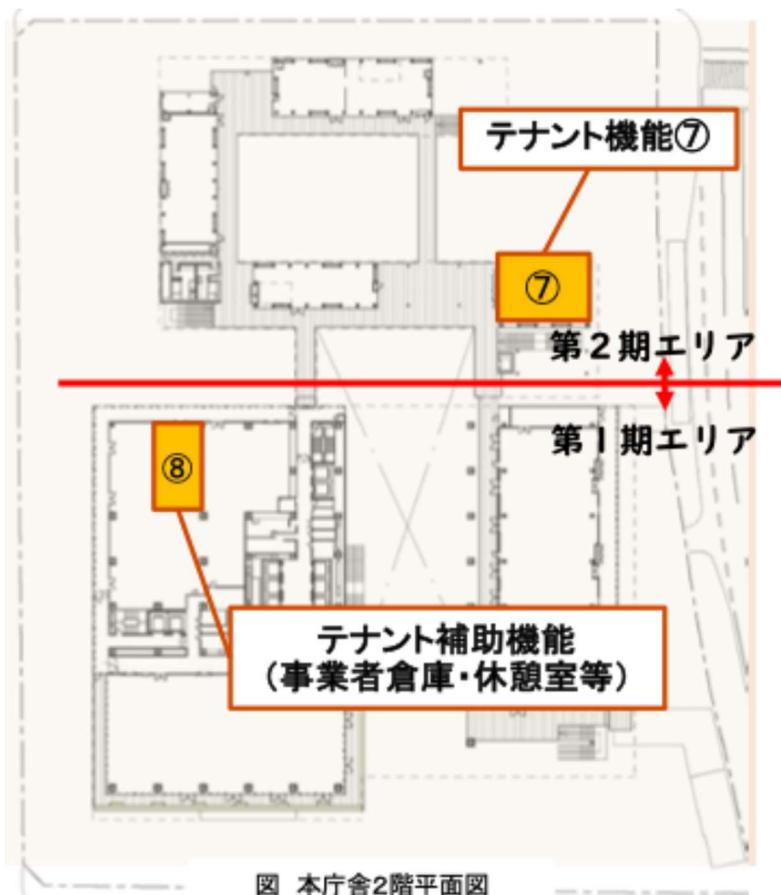 テナント機能⑦
⑦
第２期エリア
第１期エリア
⑧
テナント補助機能
（事業者倉庫・休憩室等）
図 本庁舎2階平面図